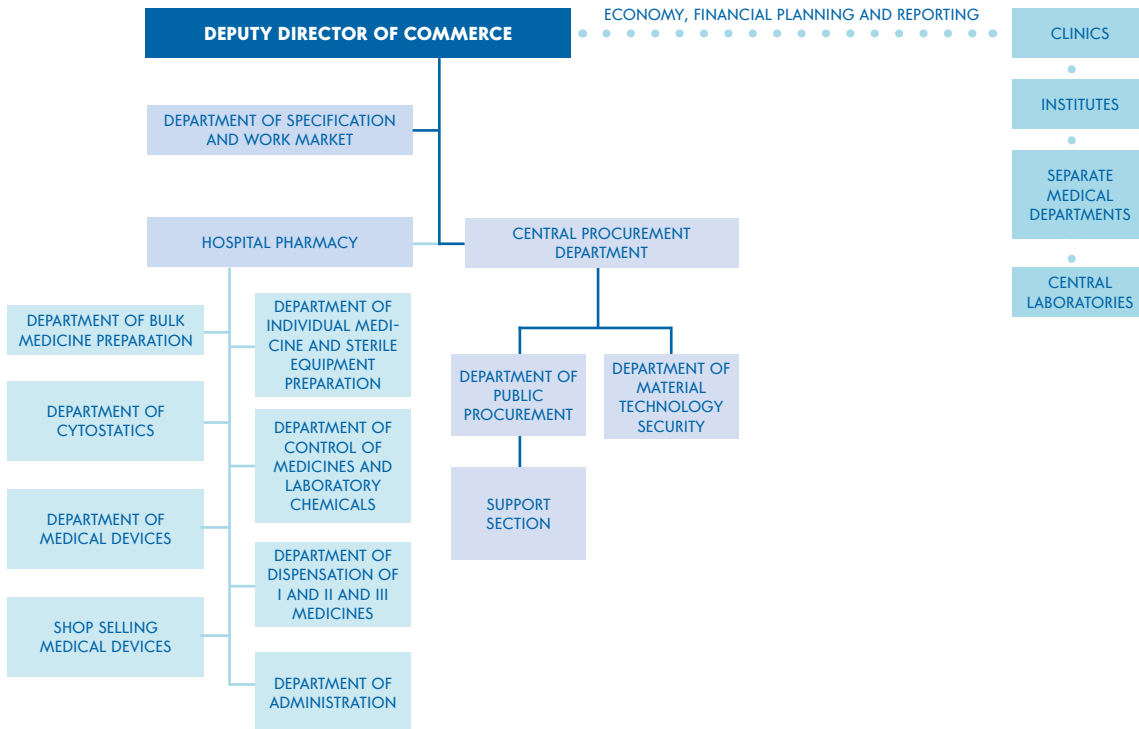 ECONOMY, FINANCIAL PLANNING AND REPORTING
DEPUTY DIRECTOR OF COMMERCE
CLINICS
INSTITUTES
DEPARTMENT OF SPECIFICATION
AND WORK MARKET
SEPARATE
MEDICAL
DEPARTMENTS
HOSPITAL PHARMACY
CENTRAL PROCUREMENT
DEPARTMENT
CENTRAL
LABORATORIES
DEPARTMENT OF BULK
MEDICINE PREPARATION
DEPARTMENT OF
INDIVIDUAL MEDI-
CINE AND STERILE
EQUIPMENT
PREPARATION
DEPARTMENT OF
PUBLIC
PROCUREMENT
DEPARTMENT OF
MATERIAL
TECHNOLOGY
SECURITY
DEPARTMENT OF
CYTOSTATICS
DEPARTMENT OF
CONTROL OF
MEDICINES AND
LABORATORY
CHEMICALS
SUPPORT
SECTION
DEPARTMENT OF
MEDICAL DEVICES
DEPARTMENT OF
DISPENSATION OF
I AND II AND III
MEDICINES
SHOP SELLING
MEDICAL DEVICES
DEPARTMENT OF
ADMINISTRATION